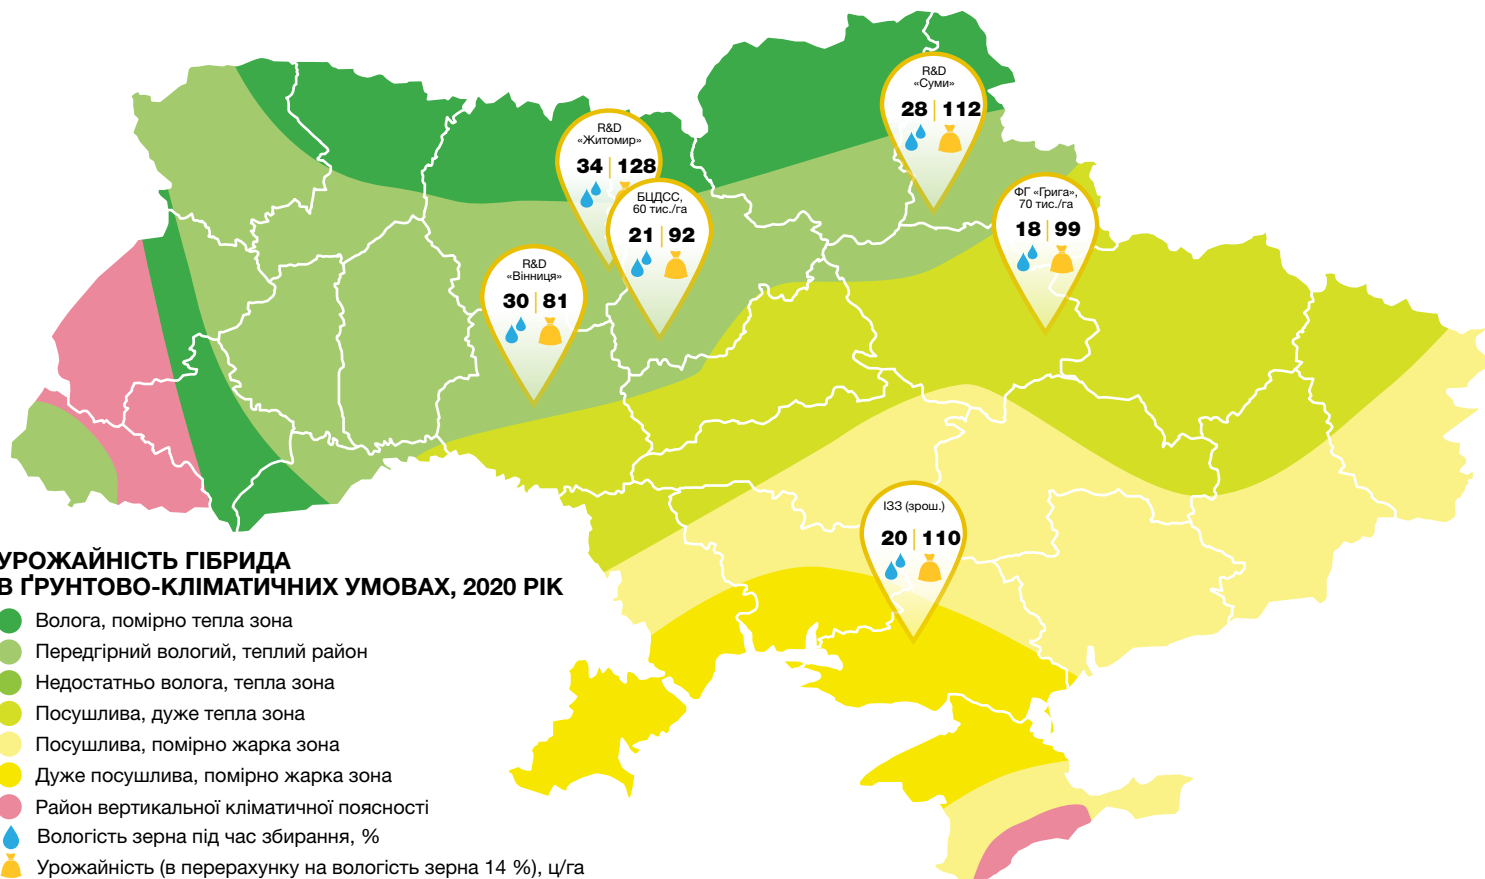 R&D
«Суми»
28 | 112
R&D
«Житомир»
34 | 128
БЦДСС,
60 тис./га
21 | 92
ФГ «Грига»,
70 тис./га
18 | 99
R&D
«Вінниця»
30 | 81
ІЗЗ (зрош.)
20 | 110
УРОЖАЙНІСТЬ ГІБРИДА
В ҐРУНТОВО-КЛІМАТИЧНИХ УМОВАХ, 2020 РІК
Волога, помірно тепла зона
Передгірний вологий, теплий район
Недостатньо волога, тепла зона
Посушлива, дуже тепла зона
Посушлива, помірно жарка зона
Дуже посушлива, помірно жарка зона
Район вертикальної кліматичної поясності
Вологість зерна під час збирання, %
Урожайність (в перерахунку на вологість зерна 14 %), ц/га